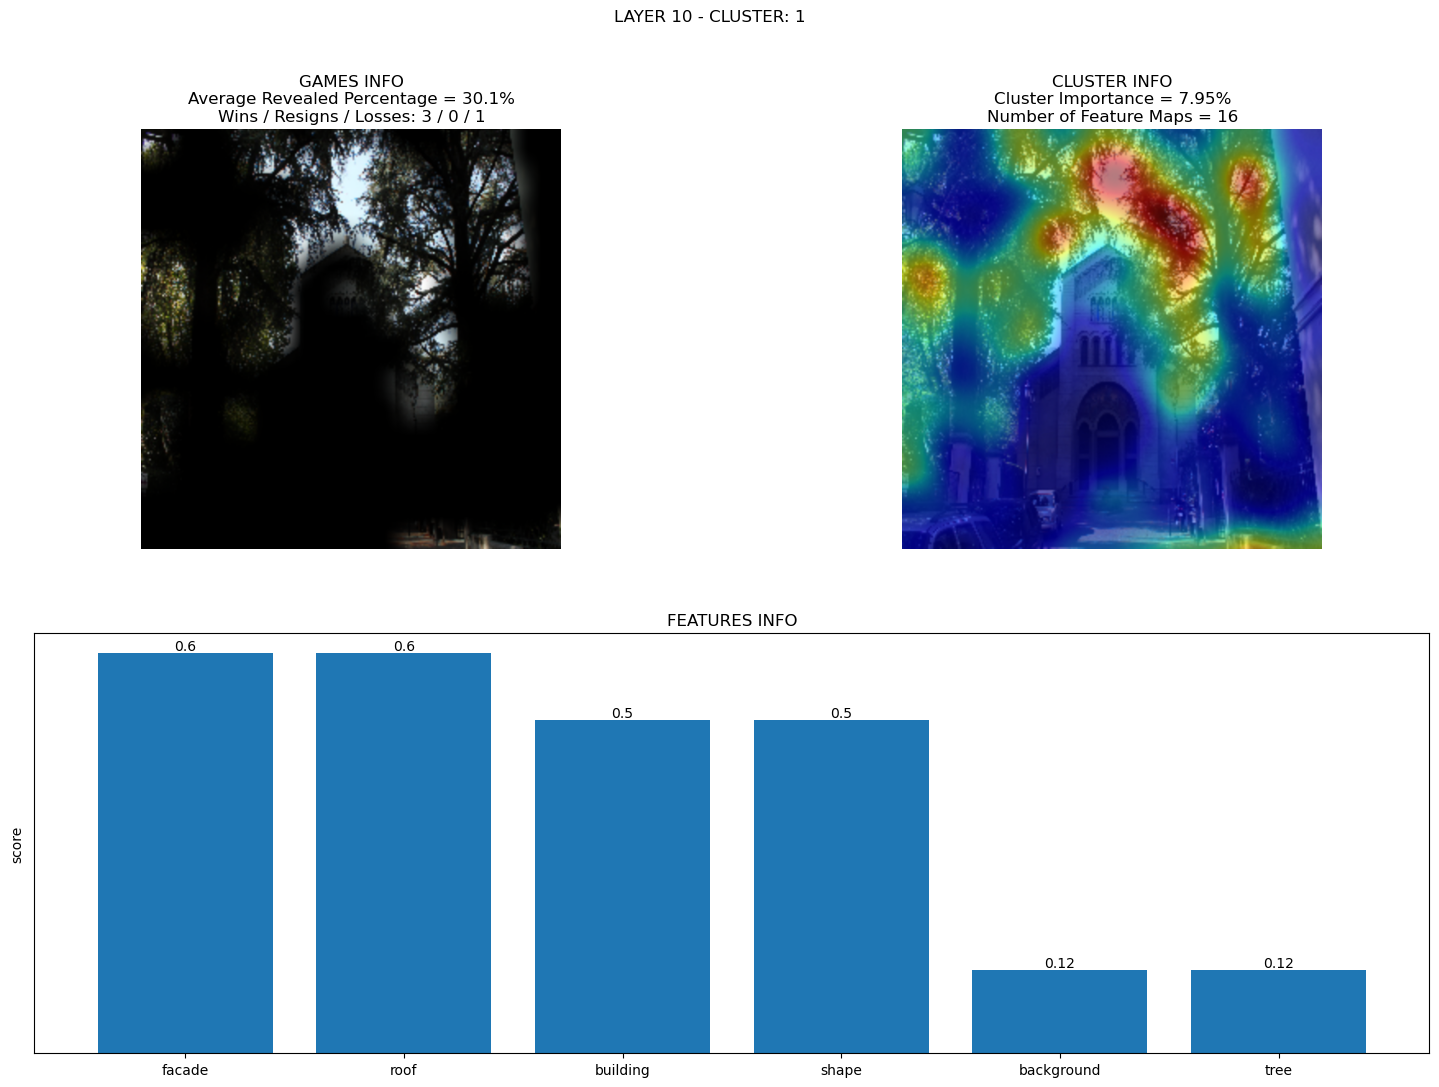 LAYER 10 - CLUSTER: 1
GAMES INFO
Average Revealed Percentage = 30.1%
Wins / Resigns / Losses: 3 / 0 / 1
CLUSTER INFO
Cluster Importance = 7.95%
Number of Feature Maps = 16
FEATURES INFO
score
0.6
0.6
0.5
0.5
0.12
0.12
facade
roof
building
shape
background
tree